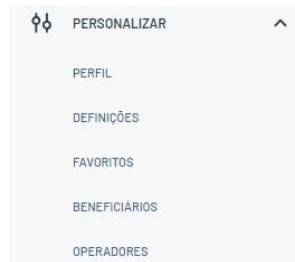 PERSONALIZAR
PERFIL
DEFINIÇÕES
FAVORITOS
BENEFICIÁRIOS
OPERADORES